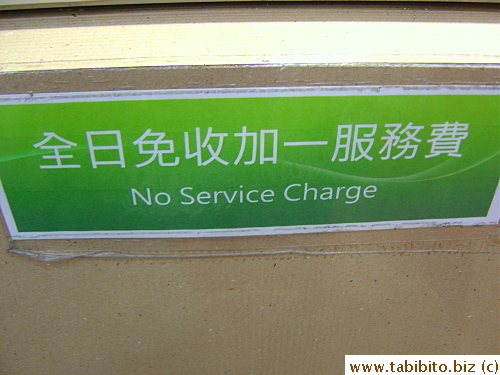 全日免收加一服務費
No Service Charge
www.tabibito.biz (c)